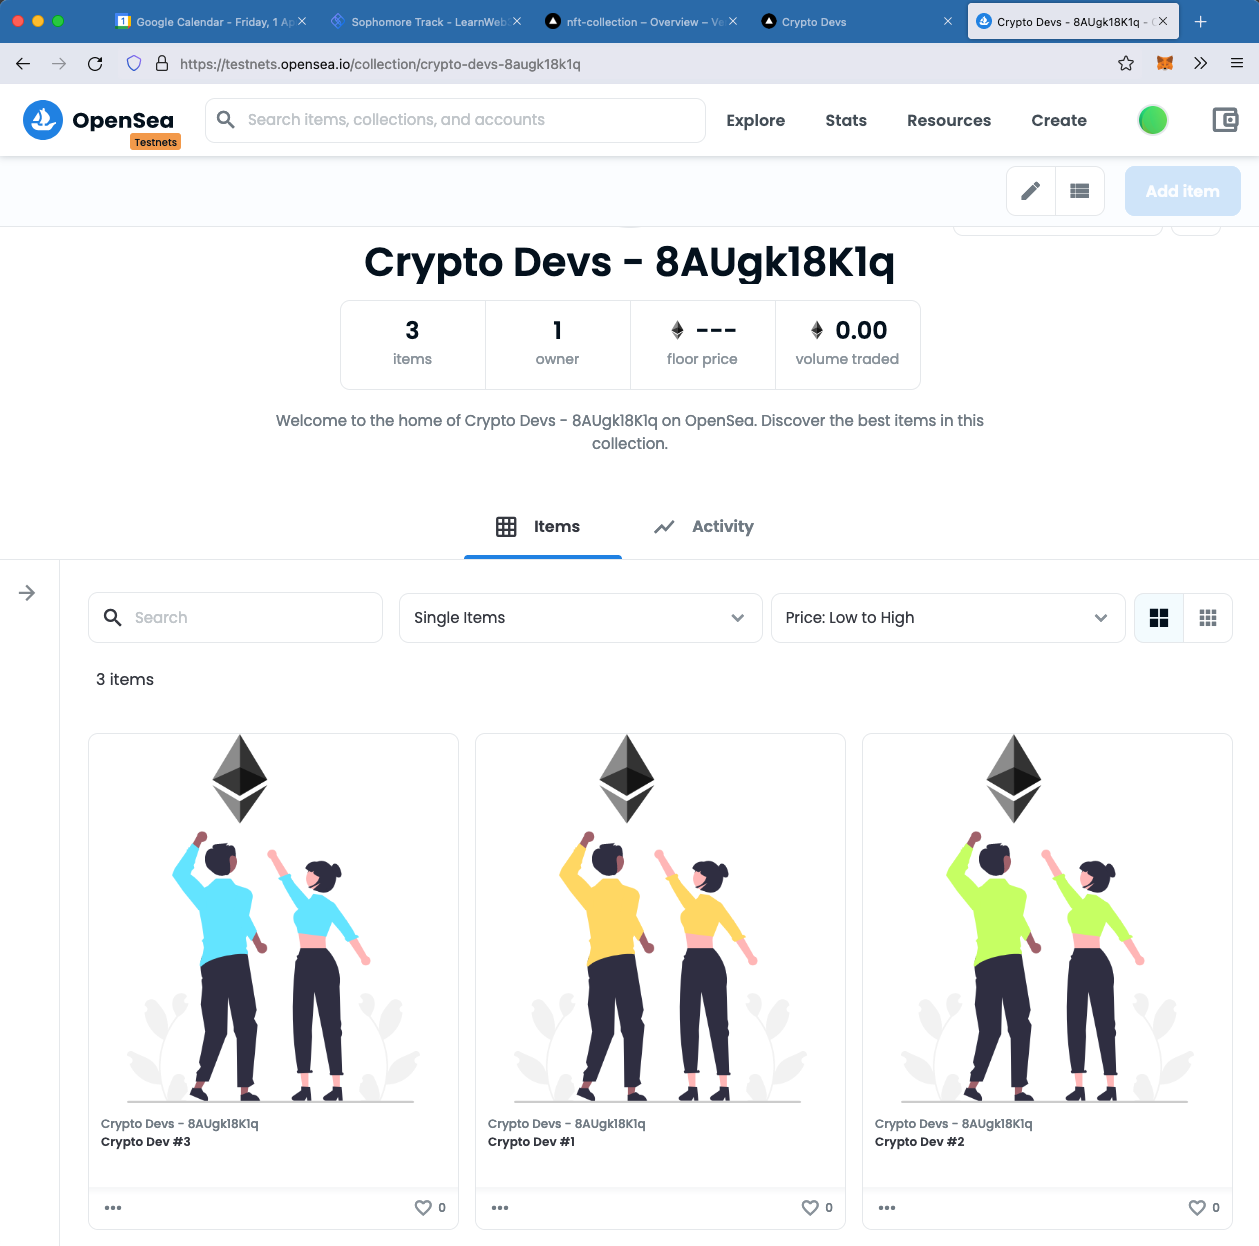 Google Calendar - Friday, 1 Ap
Sophomore Track - LearnWeb
nft-collection – Overview – Ve
Crypto Devs
Crypto Devs - 8AUgk18K1q -
https://testnets.opensea.io/collection/crypto-devs-8augk18k1q
OpenSea
Testnets
Search items, collections, and accounts
Explore
Stats
Resources
Create
Add item
Crypto Devs - 8AUgk18K1q
3
items
1
owner
---
floor price
0.00
volume traded
Welcome to the home of Crypto Devs - 8AUgk18K1q on OpenSea. Discover the best items in this
collection.
Items
Activity
Search
Single Items
Price: Low to High
3 items
Crypto Devs - 8AUgk18K1q
Crypto Dev #3
0
Crypto Devs - 8AUgk18K1q
Crypto Dev #1
0
Crypto Devs - 8AUgk18K1q
Crypto Dev #2
0